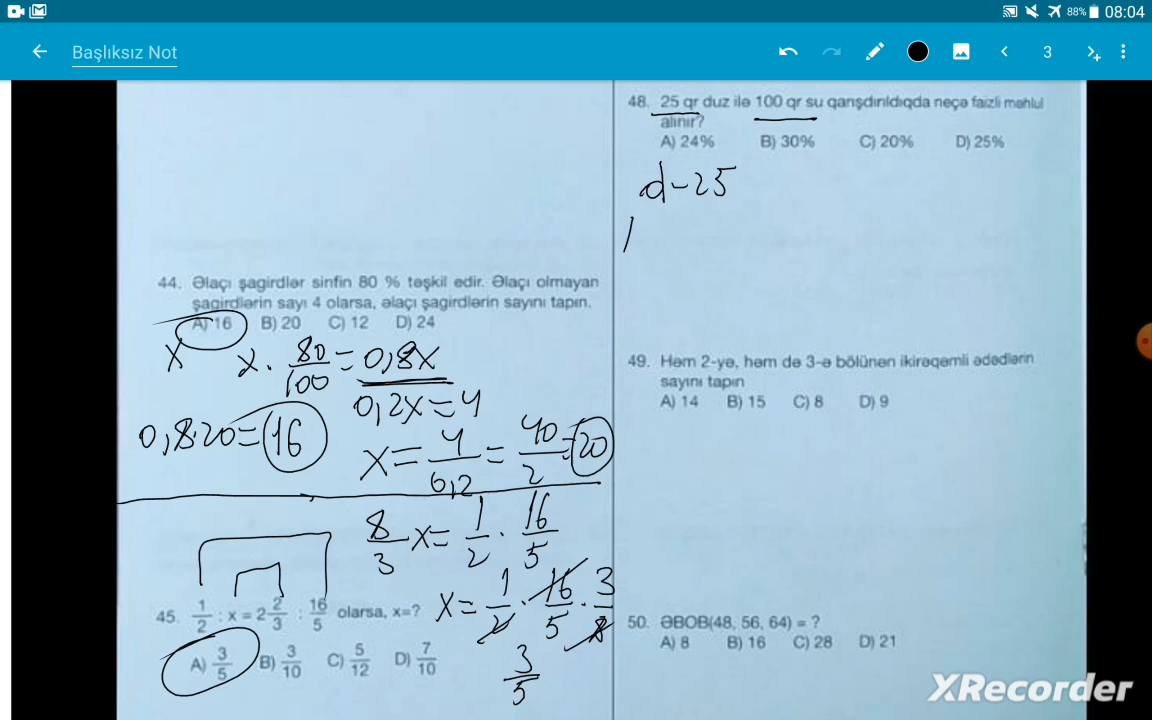 88% 08:04
Başlıksız Not
3
44. Əlaçı şagirdlər sinfin 80 % təşkil edir. Əlaçı olmayan
şagirdlərin sayı 4 olarsa, əlaçı şagirdlərin sayını tapın.
A) 16 B) 20 C) 12 D) 24
x x · 80/100 = 0,8x
0,2x = 4
0,8·20 = 16
x = 4/0,2 = 40/2 = 20
8/3 x = 1/2 · 16/5
x = 1/2 · 16/5 · 3/8
3/5
45. 1/2 : x = 2 2/3 : 16/5 olarsa, x=?
A) 3/5 B) 3/10 C) 5/12 D) 7/10
48. 25 qr duz ilə 100 qr su qarışdırıldıqda neçə faizli məhlul
alınır?
A) 24% B) 30% C) 20% D) 25%
d-25
49. Həm 2-yə, həm də 3-ə bölünən ikirəqəmli ədədlərin
sayını tapın
A) 14 B) 15 C) 8 D) 9
50. ƏBOB(48, 56, 64) = ?
A) 8 B) 16 C) 28 D) 21
XRecorder